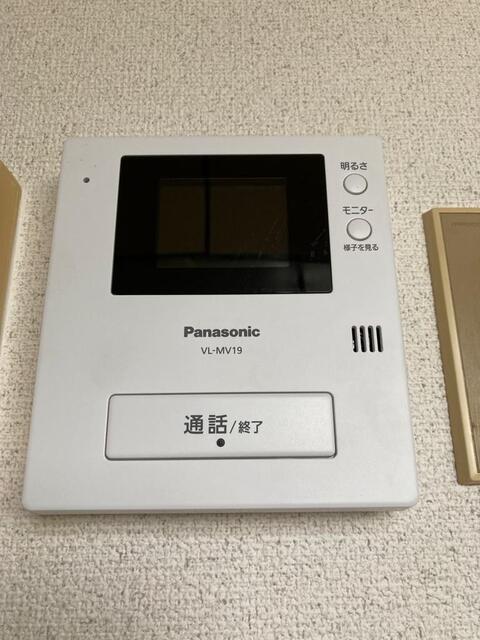 明るさ
モニター
様子を見る
Panasonic
VL-MV19
通話/終了